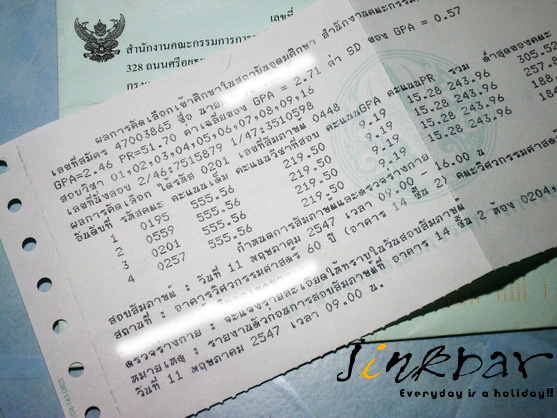 เลขที่
สำนักงานคณะกรรมการการ
328 ถนนศรีอยุธยา
กรุงเ
ผลการคัดเลือกเข้าศึกษาในสถาบันอุดมศึกษา สำนักงานคณะกรรม
เลขที่สมัคร 47003865 ชื่อ นาย
GPA=2.46 PR=51.70 ค่าเฉลี่ยของ GPA = 2.71 ค่า SD ของ GPA = 0.57
สอบวิชา 01,02,03,04,05,06,07,08,09,16
เลขที่นั่งสอบ 2/46:7515879 1/47:3510598
ผลการคัดเลือก ได้รหัส 0201 เลขที่สัมภาษณ์ 0448
อันดับที่ รหัสคณะ คะแนนเต็ม คะแนนวิชาที่สอบ คะแนนGPA คะแนนPR รวม ต่ำสุดของคณะ
1 0195 555.56 219.50 9.19 15.28 243.96 305.5
2 0559 555.56 219.50 9.19 15.28 243.96 257.8
3 0201 555.56 219.50 9.19 15.28 243.96
4 0257 555.56 219.50 9.19 15.28 243.96
กำหนดการสัมภาษณ์และตรวจร่างกาย
สอบสัมภาษณ์ : วันที่ 11 พฤษภาคม 2547 เวลา 09.00 - 16.00 น
สถานที่ : อาคารวิศวกรรมศาสตร์ 60 ปี (อาคาร 14 ชั้น 2) คณะวิศวกรรมศาสตร์
ตรวจร่างกาย : จะแจ้งรายละเอียดให้ทราบในวันสอบสัมภาษณ์
หมายเหตุ : รายงานตัวก่อนการสอบสัมภาษณ์ที่ อาคาร 14 ชั้น 2 ห้อง 0204
วันที่ 11 พฤษภาคม 2547 เวลา 09.00 น.
Jinkbar
Everyday is a holiday!!